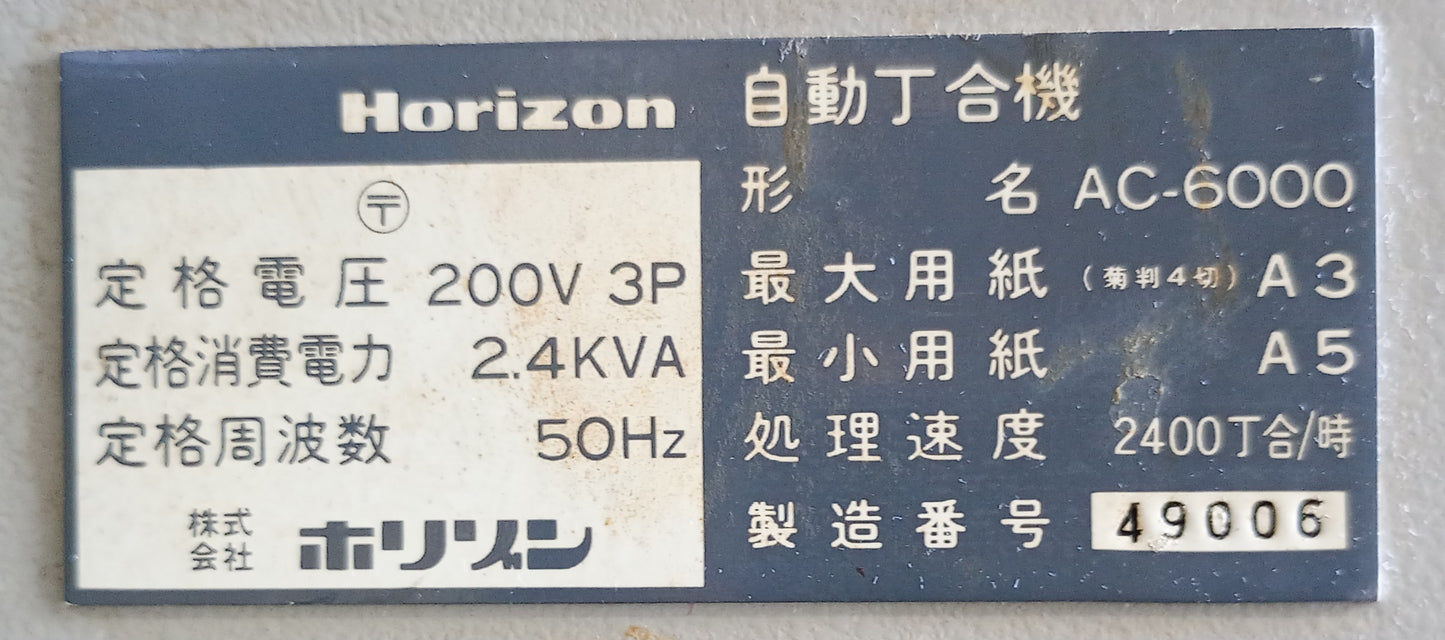 Horizon
〒
定格電圧 200V 3P
定格消費電力 2.4KVA
定格周波数 50Hz
株式会社 ホリゾン
自動丁合機
形名 AC-6000
最大用紙 (菊判4切) A3
最小用紙 A5
処理速度 2400丁合/時
製造番号 49006